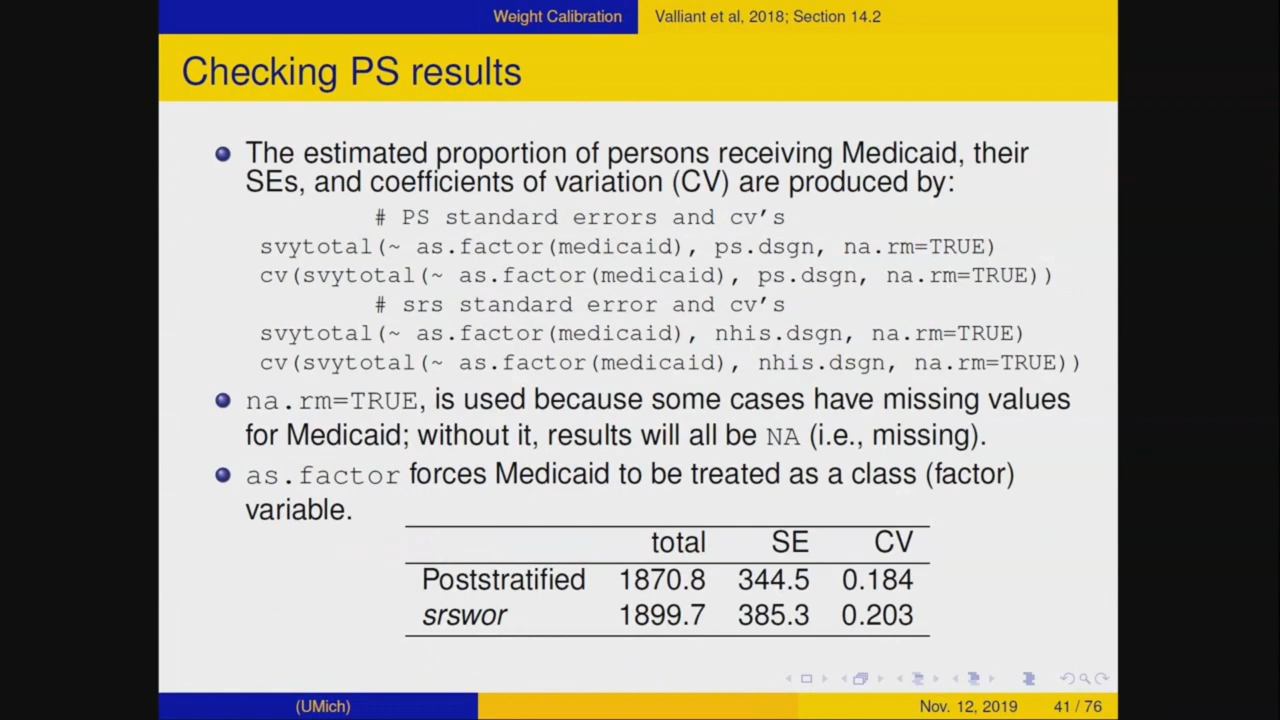 Weight Calibration Valliant et al, 2018; Section 14.2
Checking PS results
The estimated proportion of persons receiving Medicaid, their
SEs, and coefficients of variation (CV) are produced by:
# PS standard errors and cv's
svytotal(~ as.factor(medicaid), ps.dsgn, na.rm=TRUE)
cv(svytotal(~ as.factor(medicaid), ps.dsgn, na.rm=TRUE))
# srs standard error and cv's
svytotal(~ as.factor(medicaid), nhis.dsgn, na.rm=TRUE)
cv(svytotal(~ as.factor(medicaid), nhis.dsgn, na.rm=TRUE))
na.rm=TRUE, is used because some cases have missing values
for Medicaid; without it, results will all be NA (i.e., missing).
as.factor forces Medicaid to be treated as a class (factor)
variable.
total SE CV
Poststratified 1870.8 344.5 0.184
srswor 1899.7 385.3 0.203
(UMich) Nov. 12, 2019 41 / 76